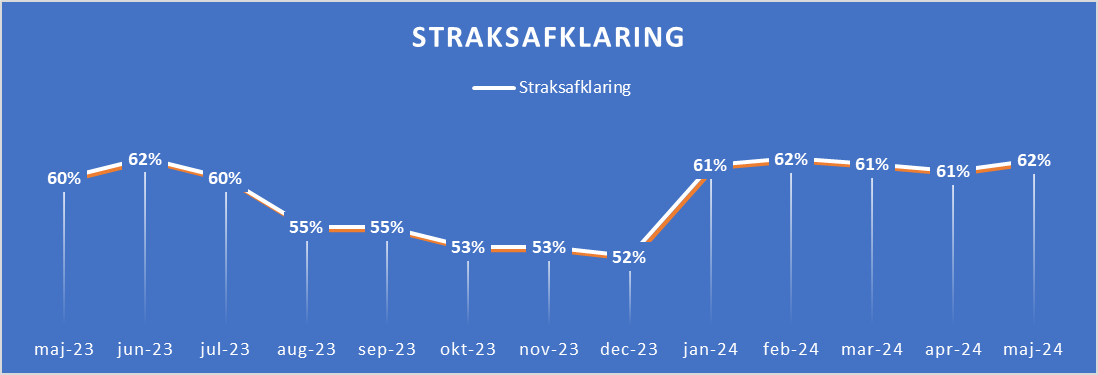 STRAKSAFKLARING
Straksafklaring
60% 62% 60% 55% 55% 53% 53% 52% 61% 62% 61% 61% 62%
maj-23 jun-23 jul-23 aug-23 sep-23 okt-23 nov-23 dec-23 jan-24 feb-24 mar-24 apr-24 maj-24